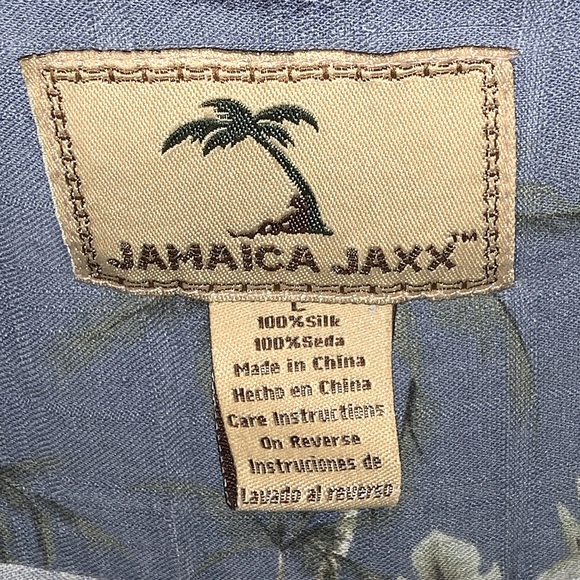 JAMAICA JAXX™
L
100%Silk
100%Seda
Made in China
Hecho en China
Care Instructions
On Reverse
Instruciones de
Lavado al reverso